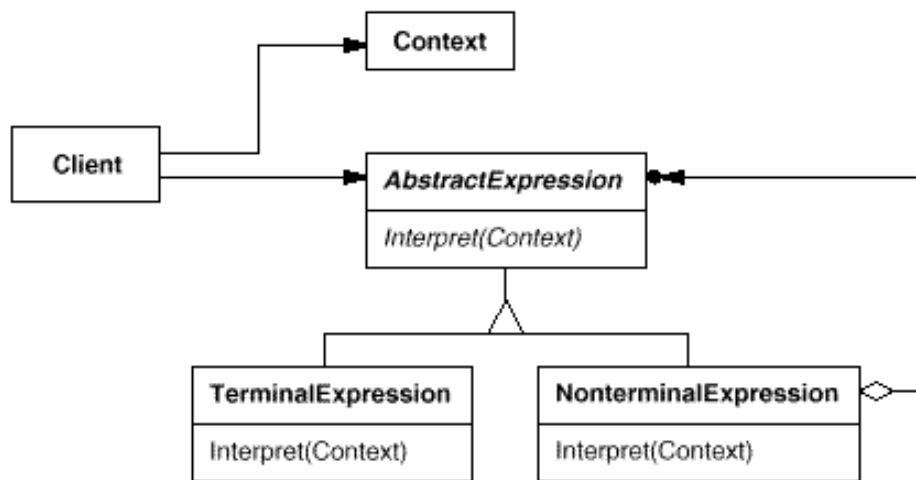 Context
Client
AbstractExpression
Interpret(Context)
TerminalExpression
Interpret(Context)
NonterminalExpression
Interpret(Context)